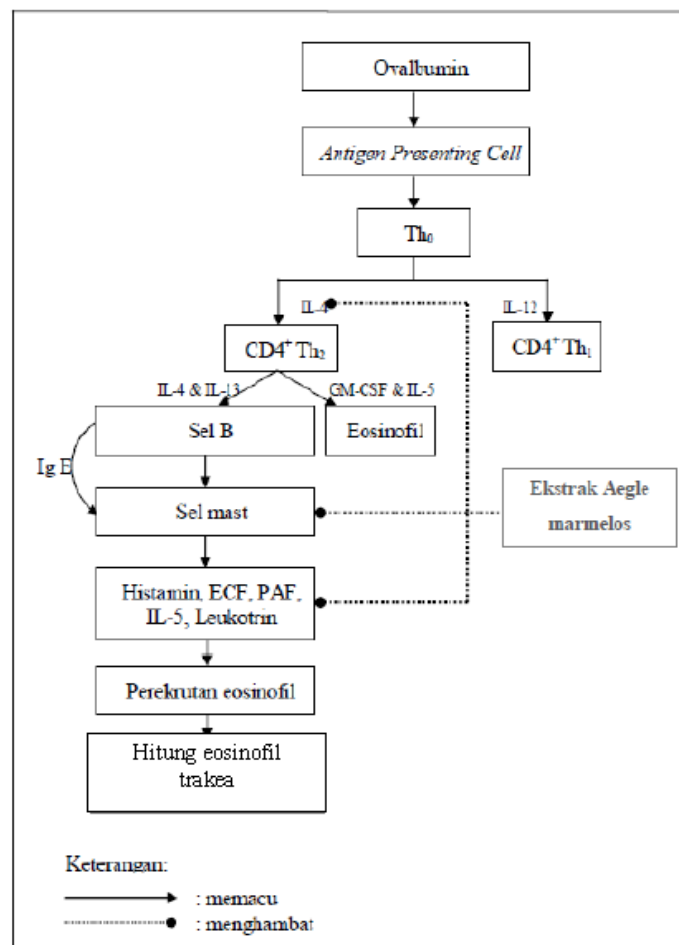 Ovalbumin
Antigen Presenting Cell
Th₀
IL-4
IL-12
CD4⁺ Th₂
CD4⁺ Th₁
IL-4 & IL-13
GM-CSF & IL-5
Sel B
Eosinofil
Ig E
Ekstrak Aegle
marmelos
Sel mast
Histamin, ECF, PAF,
IL-5, Leukotrin
Perekrutan eosinofil
Hitung eosinofil
trakea
Keterangan:
: memacu
: menghambat